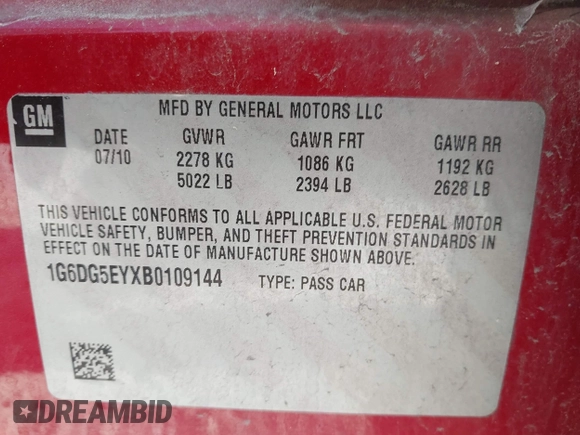 GM
MFD BY GENERAL MOTORS LLC
DATE GVWR GAWR FRT GAWR RR
07/10 2278 KG 1086 KG 1192 KG
5022 LB 2394 LB 2628 LB
THIS VEHICLE CONFORMS TO ALL APPLICABLE U.S. FEDERAL MOTOR
VEHICLE SAFETY, BUMPER, AND THEFT PREVENTION STANDARDS IN
EFFECT ON THE DATE OF MANUFACTURE SHOWN ABOVE.
1G6DG5EYXB0109144 TYPE: PASS CAR
DREAMBID